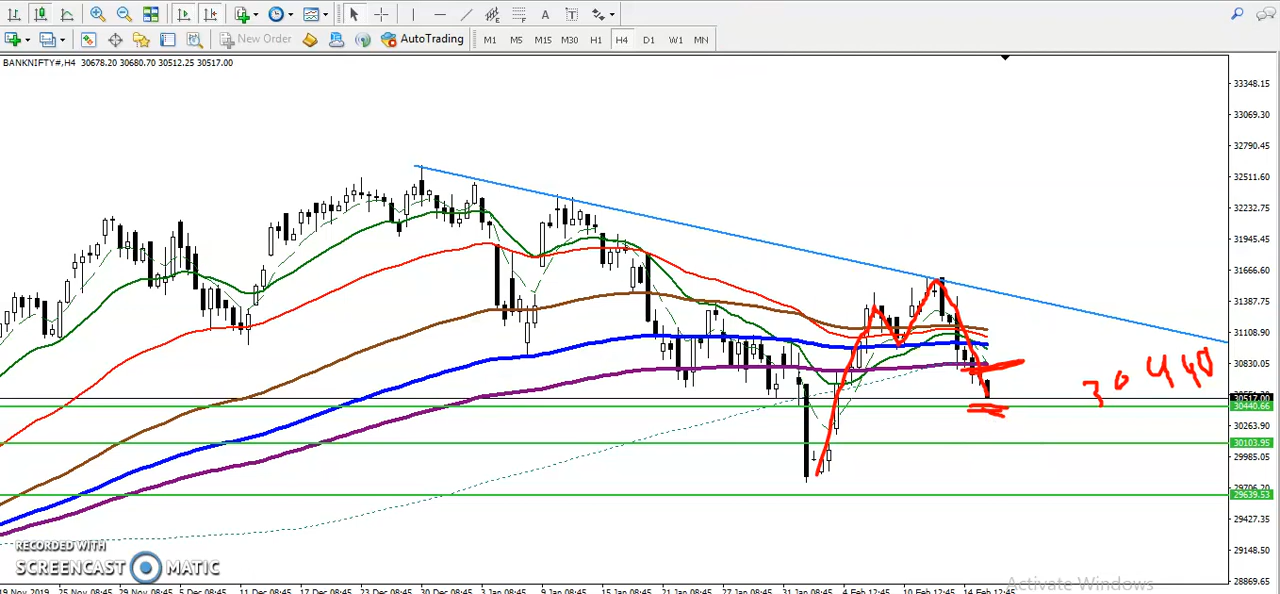 New Order
AutoTrading
M1 M5 M15 M30 H1 H4 D1 W1 MN
BANKNIFTY#,H4 30678.20 30680.70 30512.25 30517.00
33348.15
33069.30
32790.45
32511.60
32232.75
31945.45
31666.60
31387.75
31108.90
30830.05
30440
30517.00
30440.66
30263.90
30103.95
29985.05
29706.20
29639.53
29427.35
29148.50
28869.65
RECORDED WITH
SCREENCAST MATIC
Activate Windows
19 Nov 2019 25 Nov 08:45 29 Nov 08:45 5 Dec 08:45 11 Dec 08:45 17 Dec 08:45 23 Dec 08:45 30 Dec 08:45 3 Jan 08:45 9 Jan 08:45 15 Jan 08:45 21 Jan 08:45 27 Jan 08:45 31 Jan 08:45 4 Feb 12:45 10 Feb 12:45 14 Feb 12:45